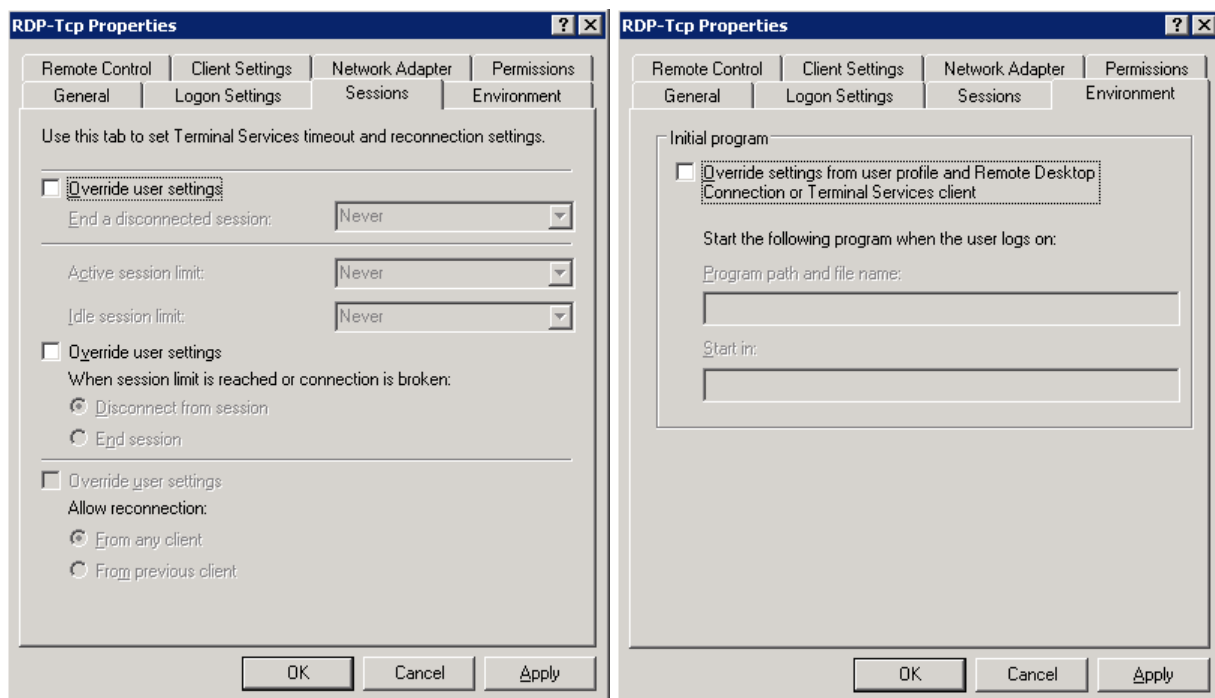 RDP-Tcp Properties
Remote Control Client Settings Network Adapter Permissions
General Logon Settings Sessions Environment
Use this tab to set Terminal Services timeout and reconnection settings.
Override user settings
End a disconnected session: Never
Active session limit: Never
Idle session limit: Never
Override user settings
When session limit is reached or connection is broken:
Disconnect from session
End session
Override user settings
Allow reconnection:
From any client
From previous client
OK Cancel Apply
RDP-Tcp Properties
Remote Control Client Settings Network Adapter Permissions
General Logon Settings Sessions Environment
Initial program
Override settings from user profile and Remote Desktop
Connection or Terminal Services client
Start the following program when the user logs on:
Program path and file name:
Start in:
OK Cancel Apply